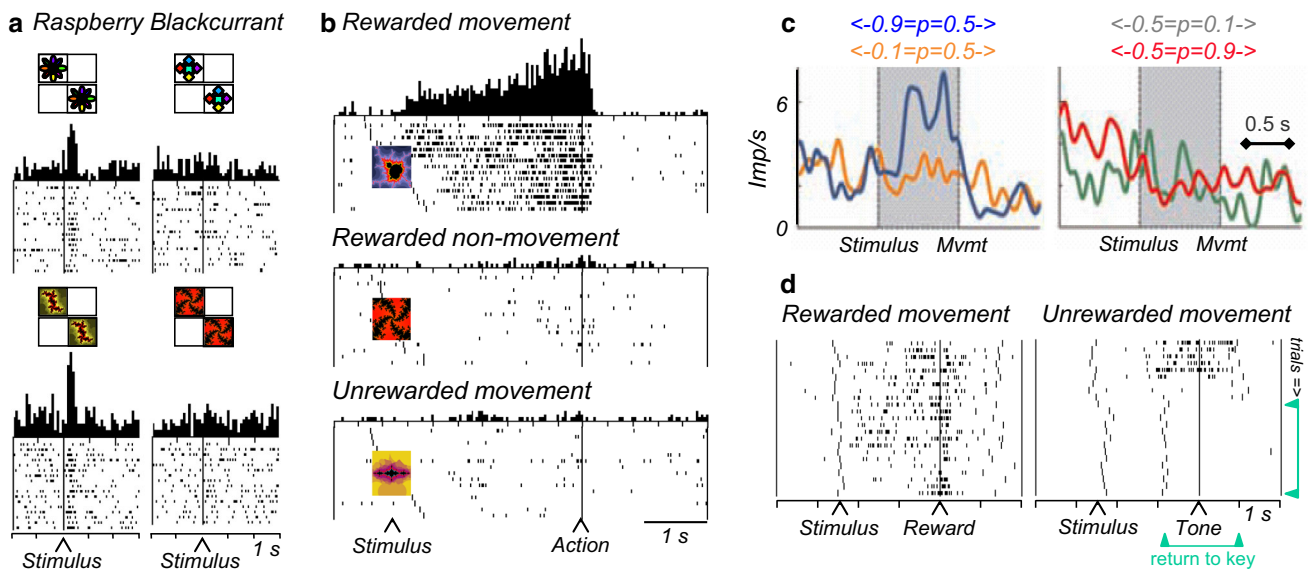 a Raspberry Blackcurrant
Stimulus
Stimulus
1 s
b Rewarded movement
Rewarded non-movement
Unrewarded movement
Stimulus
Action
c
<-0.9=p=0.5->
<-0.1=p=0.5->
<-0.5=p=0.1->
<-0.5=p=0.9->
Imp/s
6
0
0.5 s
Stimulus Mvmt
Stimulus Mvmt
d
Rewarded movement
Unrewarded movement
trials =>
Stimulus
Reward
Stimulus
Tone
1 s
return to key